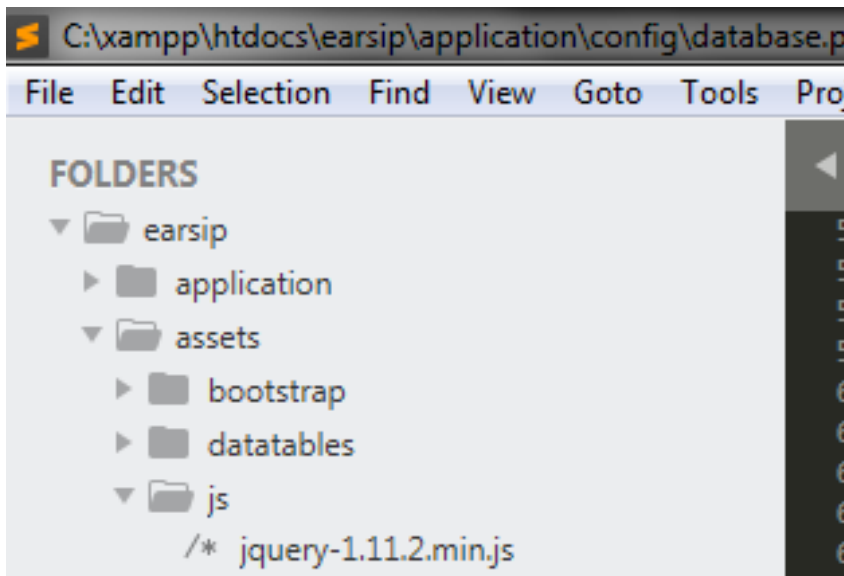 C:\xampp\htdocs\earsip\application\config\database.p
File Edit Selection Find View Goto Tools
FOLDERS
earsip
application
assets
bootstrap
datatables
js
/* jquery-1.11.2.min.js